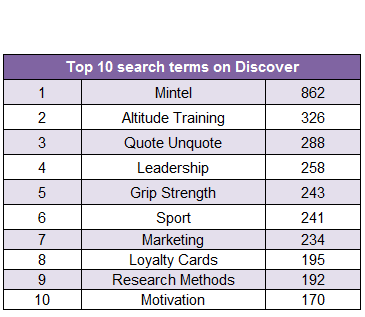 Top 10 search terms on Discover
1 Mintel 862
2 Altitude Training 326
3 Quote Unquote 288
4 Leadership 258
5 Grip Strength 243
6 Sport 241
7 Marketing 234
8 Loyalty Cards 195
9 Research Methods 192
10 Motivation 170